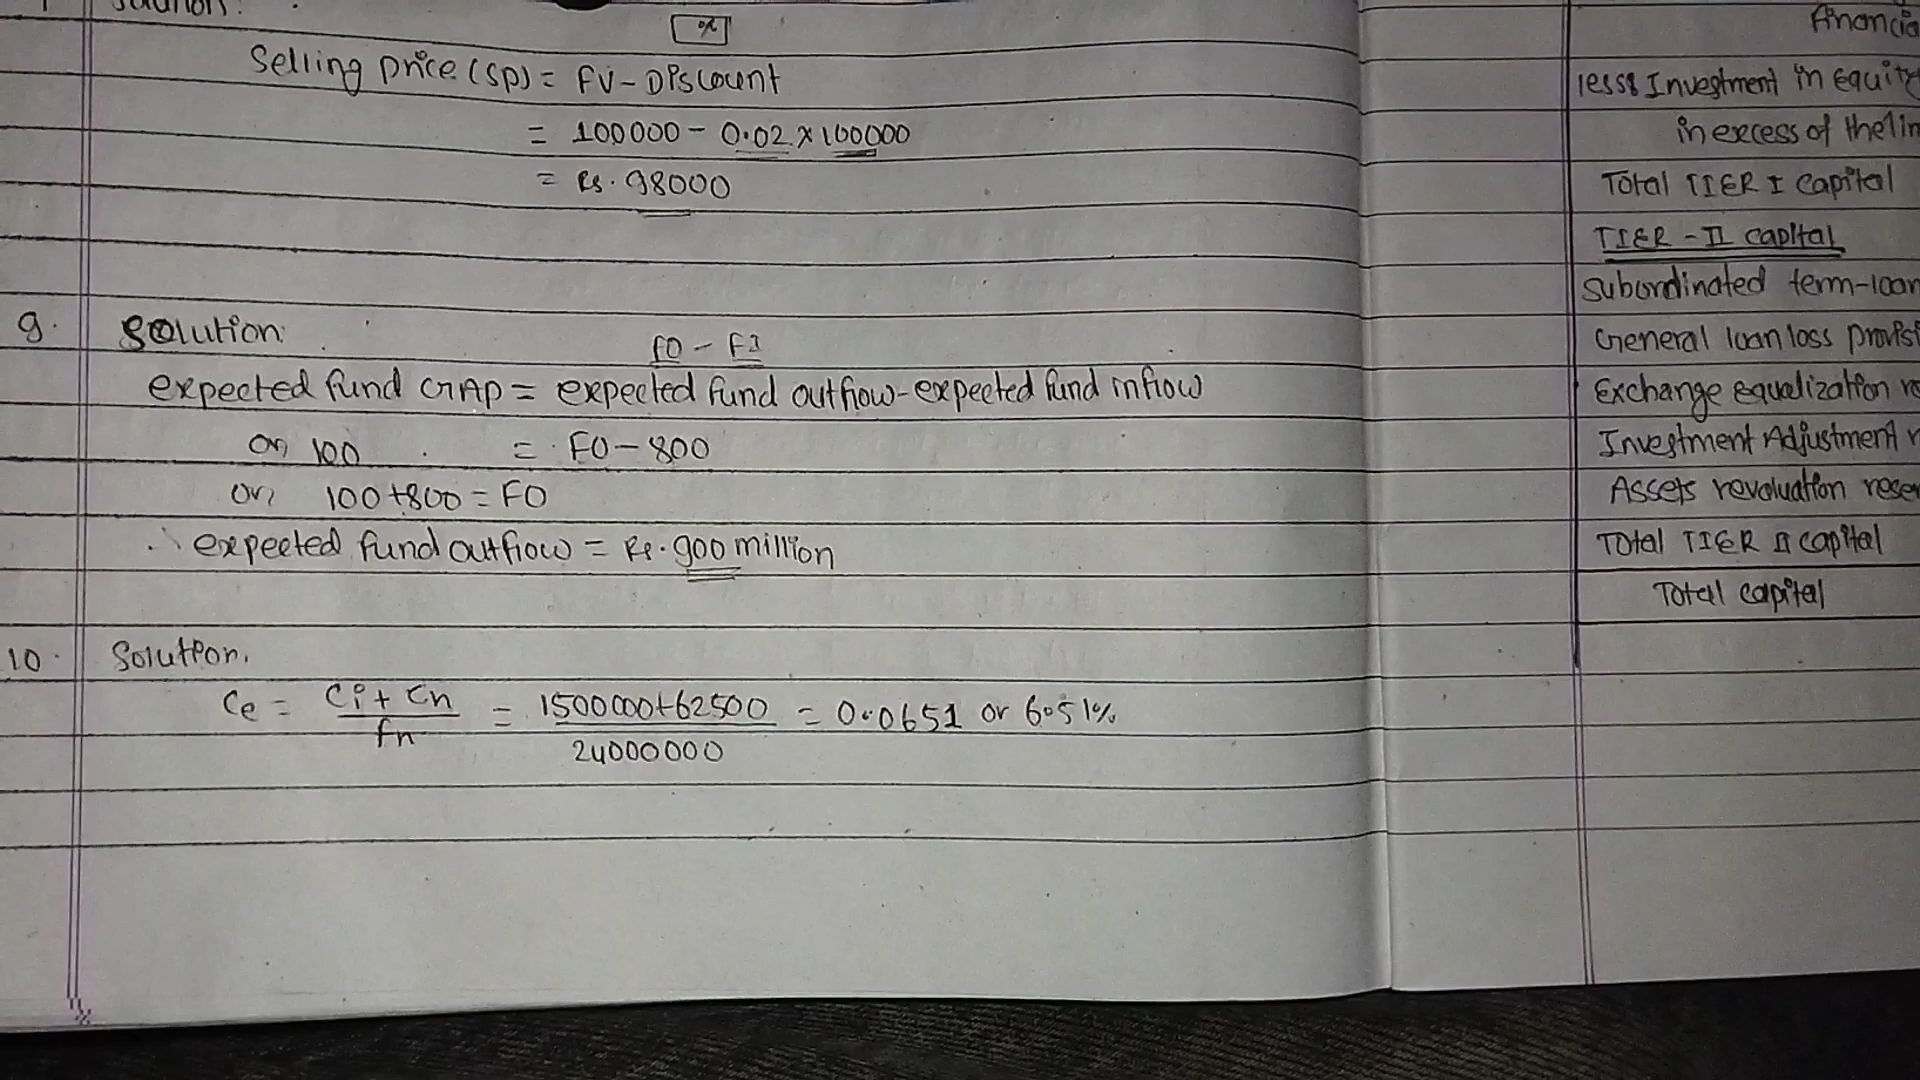 Solution:
or
Selling price (SP) = FV - Discount
= 100000 - 0.02 × 100000
= Rs. 98000
9. Solution:
FO - FI
expected fund GAP = expected fund outflow - expected fund inflow
or, 100 = FO - 800
or, 100 + 800 = FO
∴ expected fund outflow = Rs. 900 million
10. Solution,
Ce = Ci + Cn / fn = 1500000 + 62500 / 24000000 = 0.0651 or 6.51%
financia
less: Investment in equity
in excess of the lim
Total TIER I capital
TIER - II capital
Subordinated term-loan
General loan loss provisi
Exchange equalization re
Investment Adjustment r
Assets revaluation reser
Total TIER II capital
Total capital